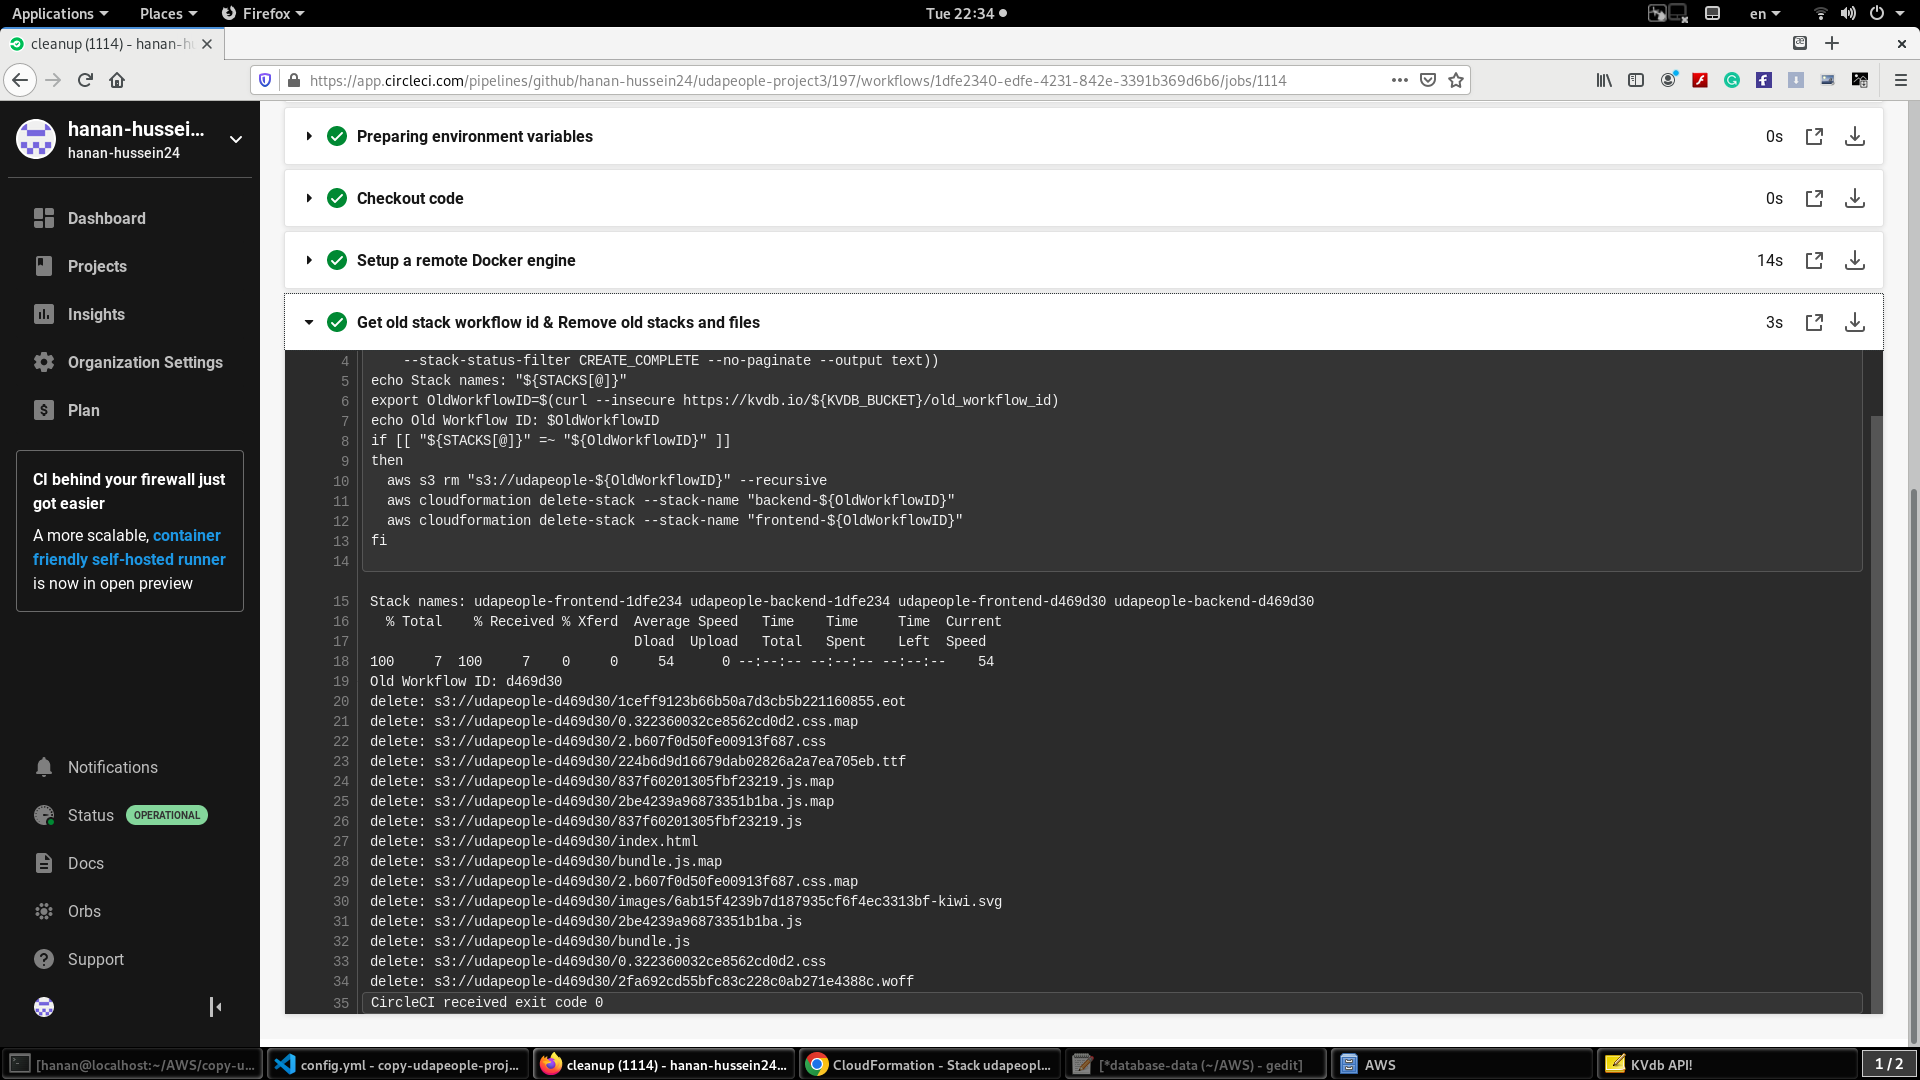 Applications
Places
Firefox
Tue 22:34
en
cleanup (1114) - hanan-h
https://app.circleci.com/pipelines/github/hanan-hussein24/udapeople-project3/197/workflows/1dfe2340-edfe-4231-842e-3391b369d6b6/jobs/1114
hanan-hussei...
hanan-hussein24
Dashboard
Projects
Insights
Organization Settings
Plan
CI behind your firewall just
got easier
A more scalable, container
friendly self-hosted runner
is now in open preview
Notifications
Status OPERATIONAL
Docs
Orbs
Support
Preparing environment variables 0s
Checkout code 0s
Setup a remote Docker engine 14s
Get old stack workflow id & Remove old stacks and files 3s
4 --stack-status-filter CREATE_COMPLETE --no-paginate --output text))
5 echo Stack names: "${STACKS[@]}"
6 export OldWorkflowID=$(curl --insecure https://kvdb.io/${KVDB_BUCKET}/old_workflow_id)
7 echo Old Workflow ID: $OldWorkflowID
8 if [[ "${STACKS[@]}" =~ "${OldWorkflowID}" ]]
9 then
10 aws s3 rm "s3://udapeople-${OldWorkflowID}" --recursive
11 aws cloudformation delete-stack --stack-name "backend-${OldWorkflowID}"
12 aws cloudformation delete-stack --stack-name "frontend-${OldWorkflowID}"
13 fi
14
15 Stack names: udapeople-frontend-1dfe234 udapeople-backend-1dfe234 udapeople-frontend-d469d30 udapeople-backend-d469d30
16 % Total % Received % Xferd Average Speed Time Time Time Current
17 Dload Upload Total Spent Left Speed
18 100 7 100 7 0 0 54 0 --:--:-- --:--:-- --:--:-- 54
19 Old Workflow ID: d469d30
20 delete: s3://udapeople-d469d30/1ceff9123b66b50a7d3cb5b221160855.eot
21 delete: s3://udapeople-d469d30/0.322360032ce8562cd0d2.css.map
22 delete: s3://udapeople-d469d30/2.b607f0d50fe00913f687.css
23 delete: s3://udapeople-d469d30/224b6d9d16679dab02826a2a7ea705eb.ttf
24 delete: s3://udapeople-d469d30/837f60201305fbf23219.js.map
25 delete: s3://udapeople-d469d30/2be4239a96873351b1ba.js.map
26 delete: s3://udapeople-d469d30/837f60201305fbf23219.js
27 delete: s3://udapeople-d469d30/index.html
28 delete: s3://udapeople-d469d30/bundle.js.map
29 delete: s3://udapeople-d469d30/2.b607f0d50fe00913f687.css.map
30 delete: s3://udapeople-d469d30/images/6ab15f4239b7d187935cf6f4ec3313bf-kiwi.svg
31 delete: s3://udapeople-d469d30/2be4239a96873351b1ba.js
32 delete: s3://udapeople-d469d30/bundle.js
33 delete: s3://udapeople-d469d30/0.322360032ce8562cd0d2.css
34 delete: s3://udapeople-d469d30/2fa692cd55bfc83c228c0ab271e4388c.woff
35 CircleCI received exit code 0
[hanan@localhost:~/AWS/copy-u...
config.yml - copy-udapeople-proj...
cleanup (1114) - hanan-hussein24...
CloudFormation - Stack udapeopl...
[*database-data (~/AWS) - gedit]
AWS
KVdb API!
1 / 2